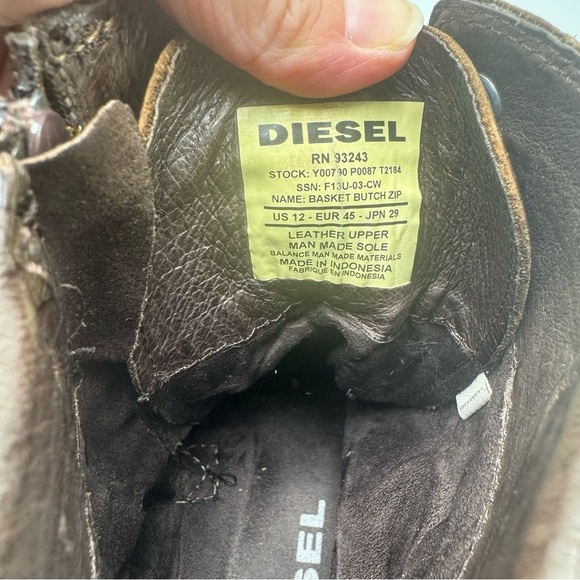 DIESEL
RN 93243
STOCK: Y00790 P0087 T2184
SSN: F13U-03-CW
NAME: BASKET BUTCH ZIP
US 12 - EUR 45 - JPN 29
LEATHER UPPER
MAN MADE SOLE
BALANCE MAN MADE MATERIALS
MADE IN INDONESIA
FABRIQUE EN INDONESIA
SEL